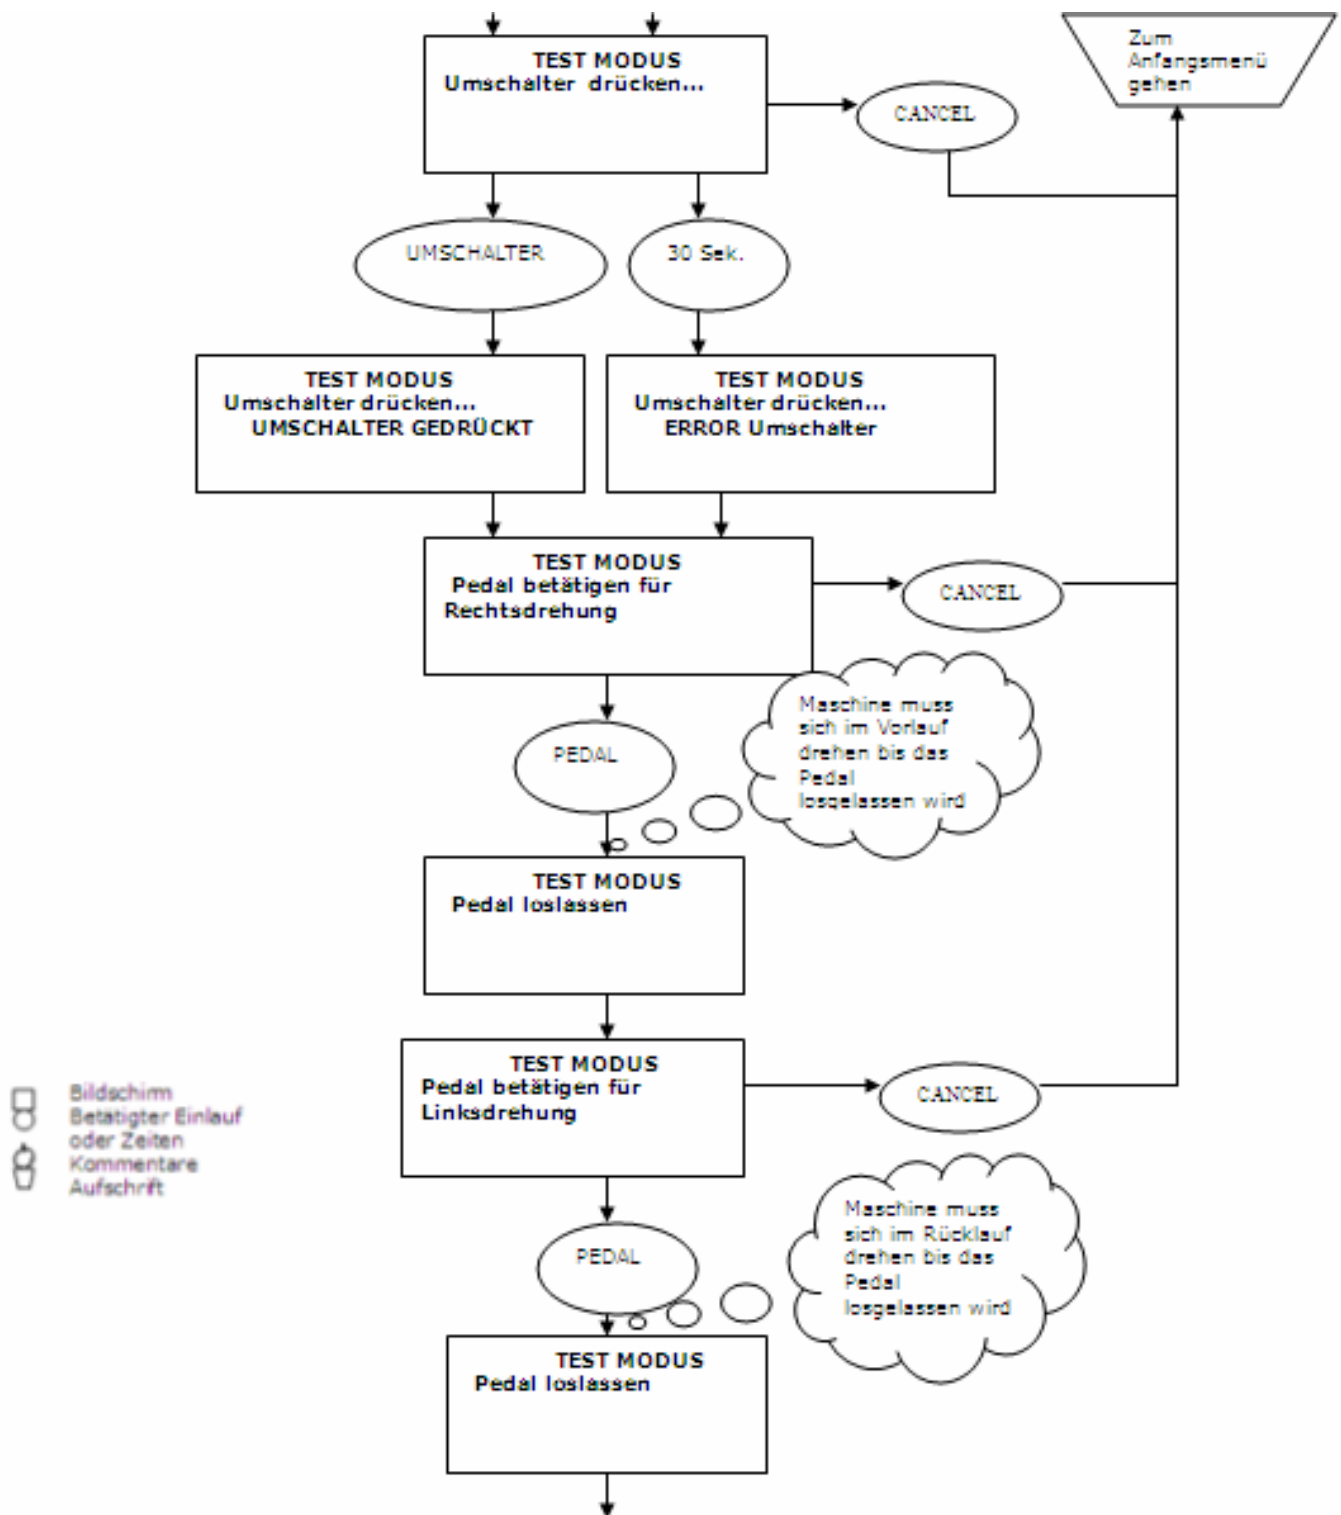 TEST MODUS
Umschalter drücken...
CANCEL
Zum
Anfangsmenü
gehen
UMSCHALTER
30 Sek.
TEST MODUS
Umschalter drücken...
UMSCHALTER GEDRÜCKT
TEST MODUS
Umschalter drücken...
ERROR Umschalter
TEST MODUS
Pedal betätigen für
Rechtsdrehung
CANCEL
Maschine muss
sich im Vorlauf
drehen bis das
Pedal
losgelassen wird
PEDAL
TEST MODUS
Pedal loslassen
TEST MODUS
Pedal betätigen für
Linksdrehung
CANCEL
Bildschirm
Betätigter Einlauf
oder Zeiten
Kommentare
Aufschrift
Maschine muss
sich im Rücklauf
drehen bis das
Pedal
losgelassen wird
PEDAL
TEST MODUS
Pedal loslassen